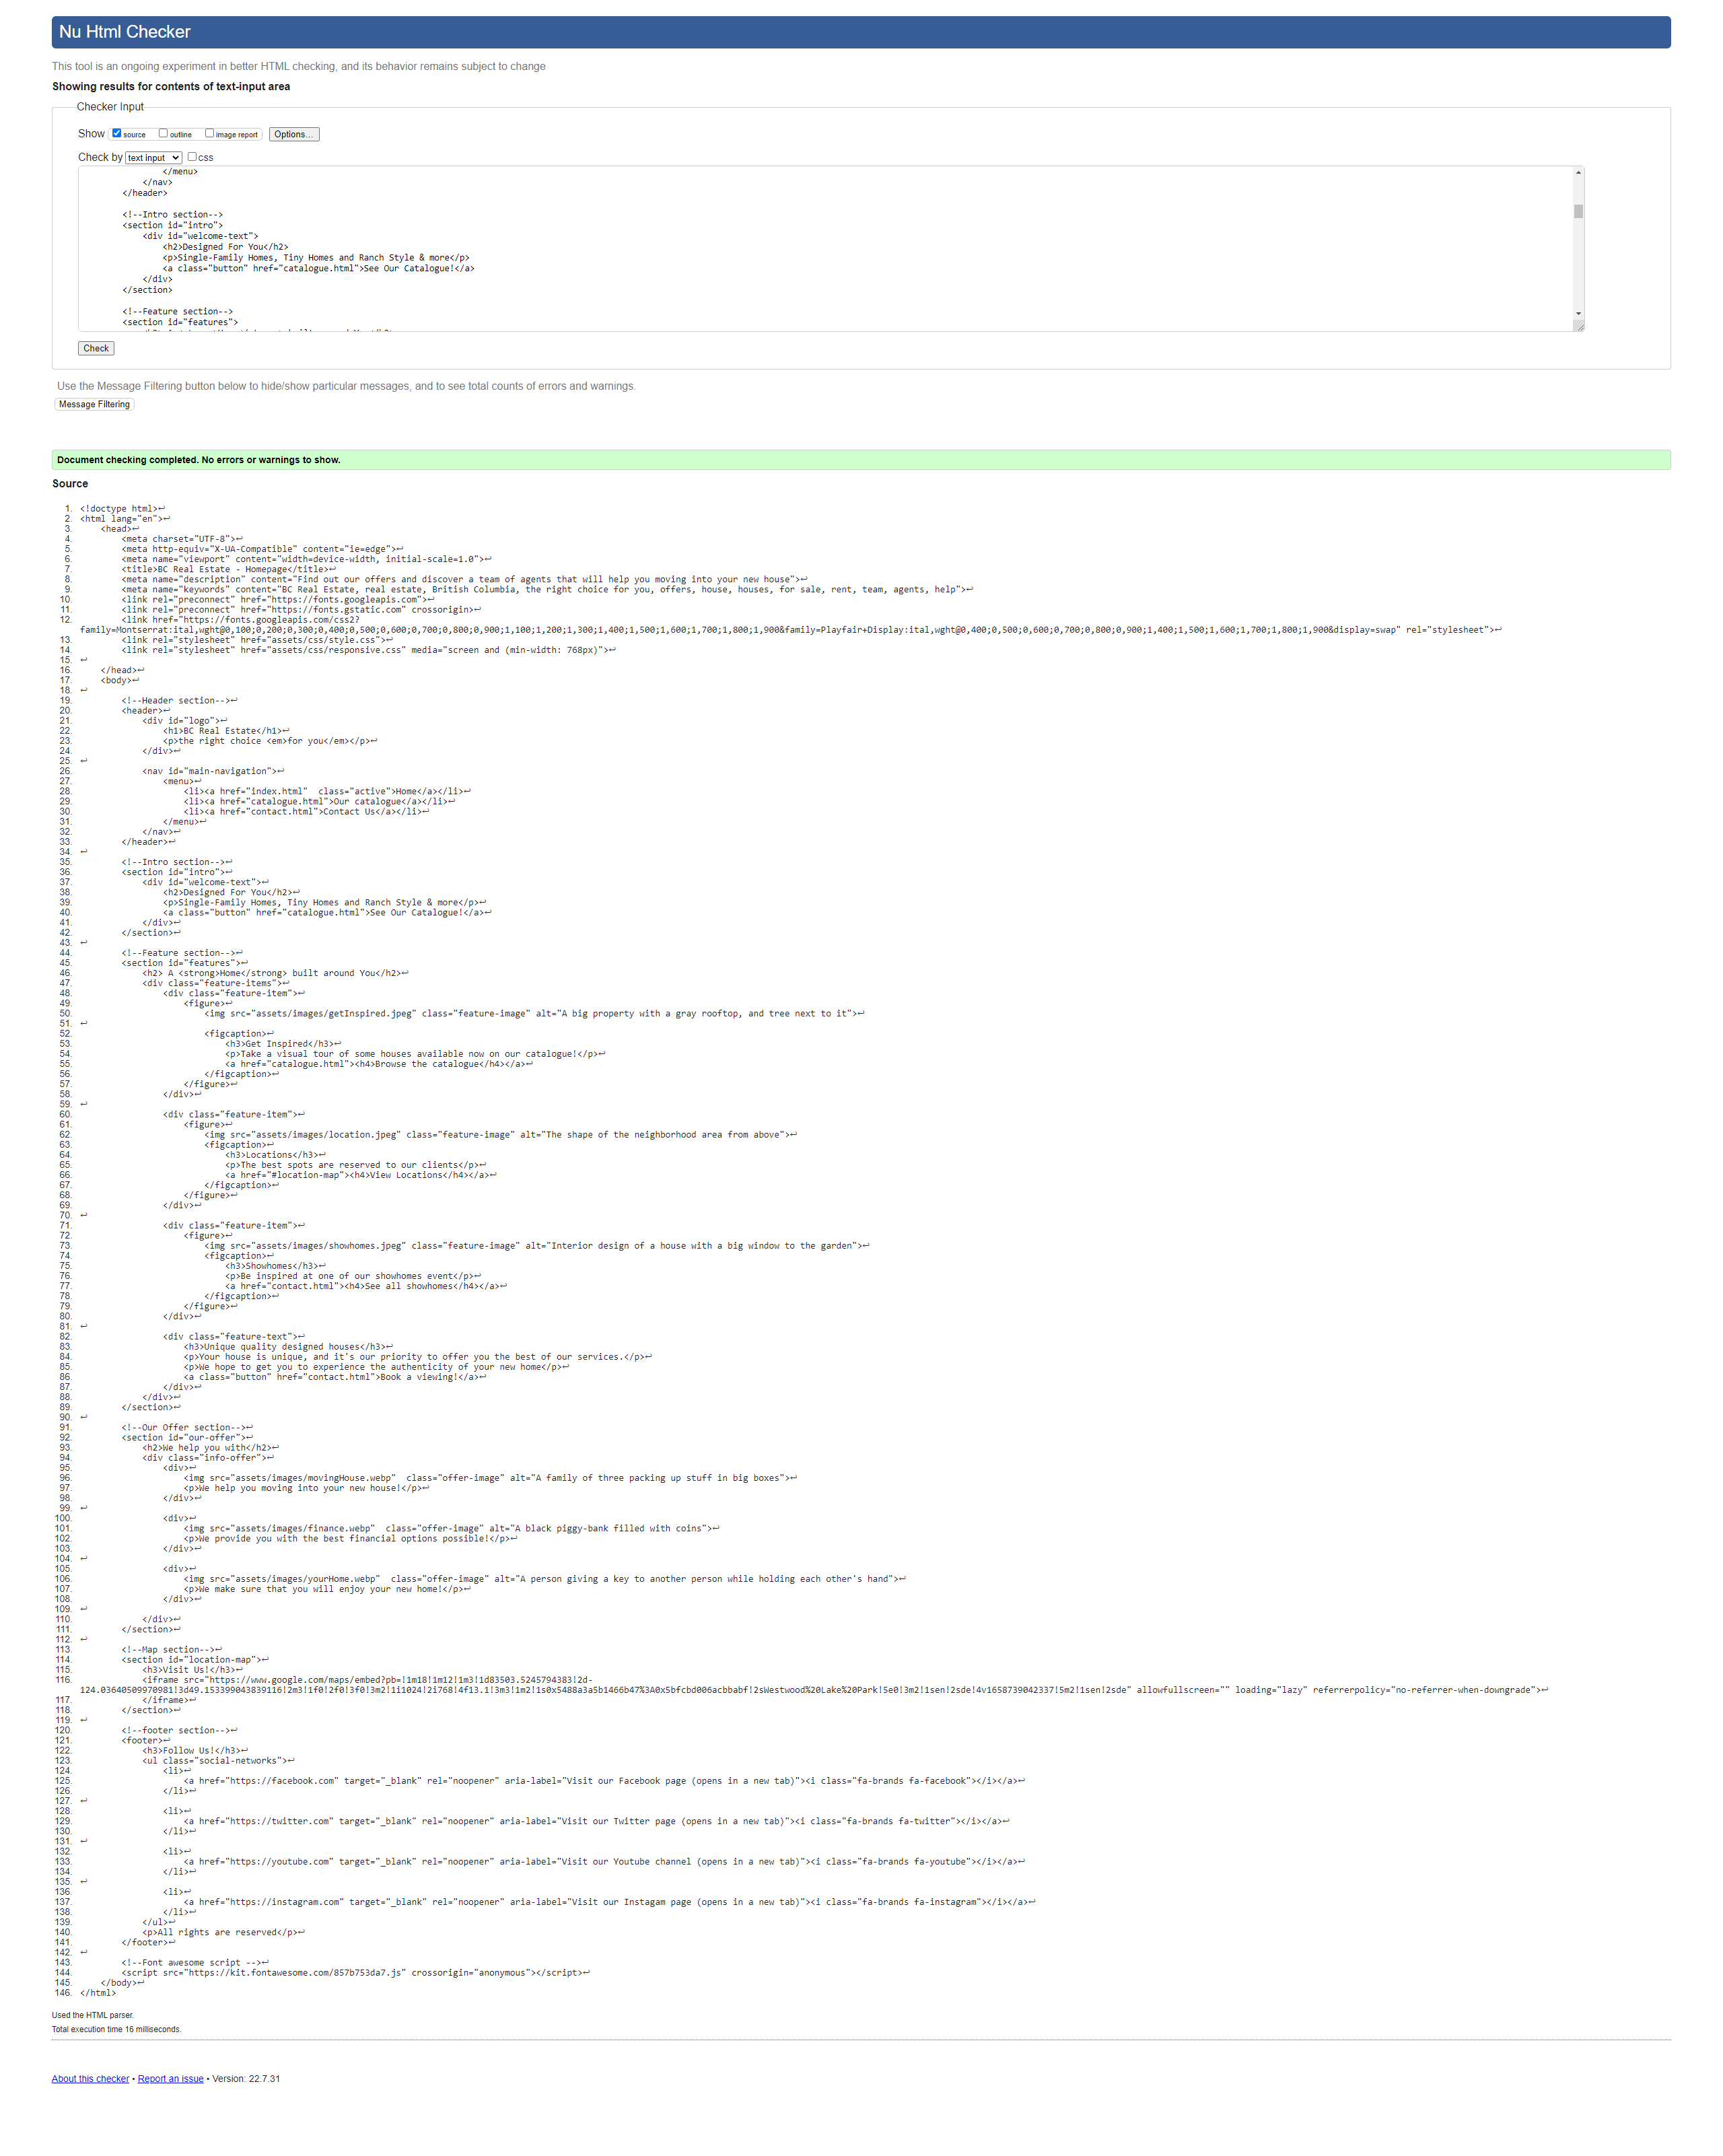 Nu Html Checker
This tool is an ongoing experiment in better HTML checking, and its behavior remains subject to change
Showing results for contents of text-input area
Checker Input
Show source outline image report Options...
Check by text input css
</menu>
</nav>
</header>
<!--Intro section-->
<section id="intro">
<div id="welcome-text">
<h2>Designed For You</h2>
<p>Single-Family Homes, Tiny Homes and Ranch Style & more</p>
<a class="button" href="catalogue.html">See Our Catalogue!</a>
</div>
</section>
<!--Feature section-->
<section id="features">
Check
Use the Message Filtering button below to hide/show particular messages, and to see total counts of errors and warnings.
Message Filtering
Document checking completed. No errors or warnings to show.
Source
1. <!doctype html>↩
2. <html lang="en">↩
3. <head>↩
4. <meta charset="UTF-8">↩
5. <meta http-equiv="X-UA-Compatible" content="ie=edge">↩
6. <meta name="viewport" content="width=device-width, initial-scale=1.0">↩
7. <title>BC Real Estate - Homepage</title>↩
8. <meta name="description" content="Find out our offers and discover a team of agents that will help you moving into your new house">↩
9. <meta name="keywords" content="BC Real Estate, real estate, British Columbia, the right choice for you, offers, house, houses, for sale, rent, team, agents, help">↩
10. <link rel="preconnect" href="https://fonts.googleapis.com">↩
11. <link rel="preconnect" href="https://fonts.gstatic.com" crossorigin>↩
12. <link href="https://fonts.googleapis.com/css2?
family=Montserrat:ital,wght@0,100;0,200;0,300;0,400;0,500;0,600;0,700;0,800;0,900;1,100;1,200;1,300;1,400;1,500;1,600;1,700;1,800;1,900&family=Playfair+Display:ital,wght@0,400;0,500;0,600;0,700;0,800;0,900;1,400;1,500;1,600;1,700;1,800;1,900&display=swap" rel="stylesheet">↩
13. <link rel="stylesheet" href="assets/css/style.css">↩
14. <link rel="stylesheet" href="assets/css/responsive.css" media="screen and (min-width: 768px)">↩
15. ↩
16. </head>↩
17. <body>↩
18. ↩
19. <!--Header section-->↩
20. <header>↩
21. <div id="logo">↩
22. <h1>BC Real Estate</h1>↩
23. <p>the right choice <em>for you</em></p>↩
24. </div>↩
25. ↩
26. <nav id="main-navigation">↩
27. <menu>↩
28. <li><a href="index.html"  class="active">Home</a></li>↩
29. <li><a href="catalogue.html">Our catalogue</a></li>↩
30. <li><a href="contact.html">Contact Us</a></li>↩
31. </menu>↩
32. </nav>↩
33. </header>↩
34. ↩
35. <!--Intro section-->↩
36. <section id="intro">↩
37. <div id="welcome-text">↩
38. <h2>Designed For You</h2>↩
39. <p>Single-Family Homes, Tiny Homes and Ranch Style & more</p>↩
40. <a class="button" href="catalogue.html">See Our Catalogue!</a>↩
41. </div>↩
42. </section>↩
43. ↩
44. <!--Feature section-->↩
45. <section id="features">↩
46. <h2> A <strong>Home</strong> built around You</h2>↩
47. <div class="feature-items">↩
48. <div class="feature-item">↩
49. <figure>↩
50. <img src="assets/images/getInspired.jpeg" class="feature-image" alt="A big property with a gray rooftop, and tree next to it">↩
51. ↩
52. <figcaption>↩
53. <h3>Get Inspired</h3>↩
54. <p>Take a visual tour of some houses available now on our catalogue!</p>↩
55. <a href="catalogue.html"><h4>Browse the catalogue</h4></a>↩
56. </figcaption>↩
57. </figure>↩
58. </div>↩
59. ↩
60. <div class="feature-item">↩
61. <figure>↩
62. <img src="assets/images/location.jpeg" class="feature-image" alt="The shape of the neighborhood area from above">↩
63. <figcaption>↩
64. <h3>Locations</h3>↩
65. <p>The best spots are reserved to our clients</p>↩
66. <a href="#location-map"><h4>View Locations</h4></a>↩
67. </figcaption>↩
68. </figure>↩
69. </div>↩
70. ↩
71. <div class="feature-item">↩
72. <figure>↩
73. <img src="assets/images/showhomes.jpeg" class="feature-image" alt="Interior design of a house with a big window to the garden">↩
74. <figcaption>↩
75. <h3>Showhomes</h3>↩
76. <p>Be inspired at one of our showhomes event</p>↩
77. <a href="contact.html"><h4>See all showhomes</h4></a>↩
78. </figcaption>↩
79. </figure>↩
80. </div>↩
81. ↩
82. <div class="feature-text">↩
83. <h3>Unique quality designed houses</h3>↩
84. <p>Your house is unique, and it's our priority to offer you the best of our services.</p>↩
85. <p>We hope to get you to experience the authenticity of your new home</p>↩
86. <a class="button" href="contact.html">Book a viewing!</a>↩
87. </div>↩
88. </div>↩
89. </section>↩
90. ↩
91. <!--Our Offer section-->↩
92. <section id="our-offer">↩
93. <h2>We help you with</h2>↩
94. <div class="info-offer">↩
95. <div>↩
96. <img src="assets/images/movingHouse.webp"  class="offer-image" alt="A family of three packing up stuff in big boxes">↩
97. <p>We help you moving into your new house!</p>↩
98. </div>↩
99. ↩
100. <div>↩
101. <img src="assets/images/finance.webp"  class="offer-image" alt="A black piggy-bank filled with coins">↩
102. <p>We provide you with the best financial options possible!</p>↩
103. </div>↩
104. ↩
105. <div>↩
106. <img src="assets/images/yourHome.webp"  class="offer-image" alt="A person giving a key to another person while holding each other's hand">↩
107. <p>We make sure that you will enjoy your new home!</p>↩
108. </div>↩
109. ↩
110. </div>↩
111. </section>↩
112. ↩
113. <!--Map section-->↩
114. <section id="location-map">↩
115. <h3>Visit Us!</h3>↩
116. <iframe src="https://www.google.com/maps/embed?pb=!1m18!1m12!1m3!1d83503.5245794383!2d-
124.03640509970981!3d49.153399043839116!2m3!1f0!2f0!3f0!3m2!1i1024!2i768!4f13.1!3m3!1m2!1s0x5488a3a5b1466b47%3A0x5bfcbd006acbbabf!2sWestwood%20Lake%20Park!5e0!3m2!1sen!2sde!4v1658739042337!5m2!1sen!2sde" allowfullscreen="" loading="lazy" referrerpolicy="no-referrer-when-downgrade">↩
117. </iframe>↩
118. </section>↩
119. ↩
120. <!--footer section-->↩
121. <footer>↩
122. <h3>Follow Us!</h3>↩
123. <ul class="social-networks">↩
124. <li>↩
125. <a href="https://facebook.com" target="_blank" rel="noopener" aria-label="Visit our Facebook page (opens in a new tab)"><i class="fa-brands fa-facebook"></i></a>↩
126. </li>↩
127. ↩
128. <li>↩
129. <a href="https://twitter.com" target="_blank" rel="noopener" aria-label="Visit our Twitter page (opens in a new tab)"><i class="fa-brands fa-twitter"></i></a>↩
130. </li>↩
131. ↩
132. <li>↩
133. <a href="https://youtube.com" target="_blank" rel="noopener" aria-label="Visit our Youtube channel (opens in a new tab)"><i class="fa-brands fa-youtube"></i></a>↩
134. </li>↩
135. ↩
136. <li>↩
137. <a href="https://instagram.com" target="_blank" rel="noopener" aria-label="Visit our Instagam page (opens in a new tab)"><i class="fa-brands fa-instagram"></i></a>↩
138. </li>↩
139. </ul>↩
140. <p>All rights are reserved</p>↩
141. </footer>↩
142. ↩
143. <!--Font awesome script -->↩
144. <script src="https://kit.fontawesome.com/857b753da7.js" crossorigin="anonymous"></script>↩
145. </body>↩
146. </html>
Used the HTML parser.
Total execution time 16 milliseconds.
About this checker • Report an issue • Version: 22.7.31